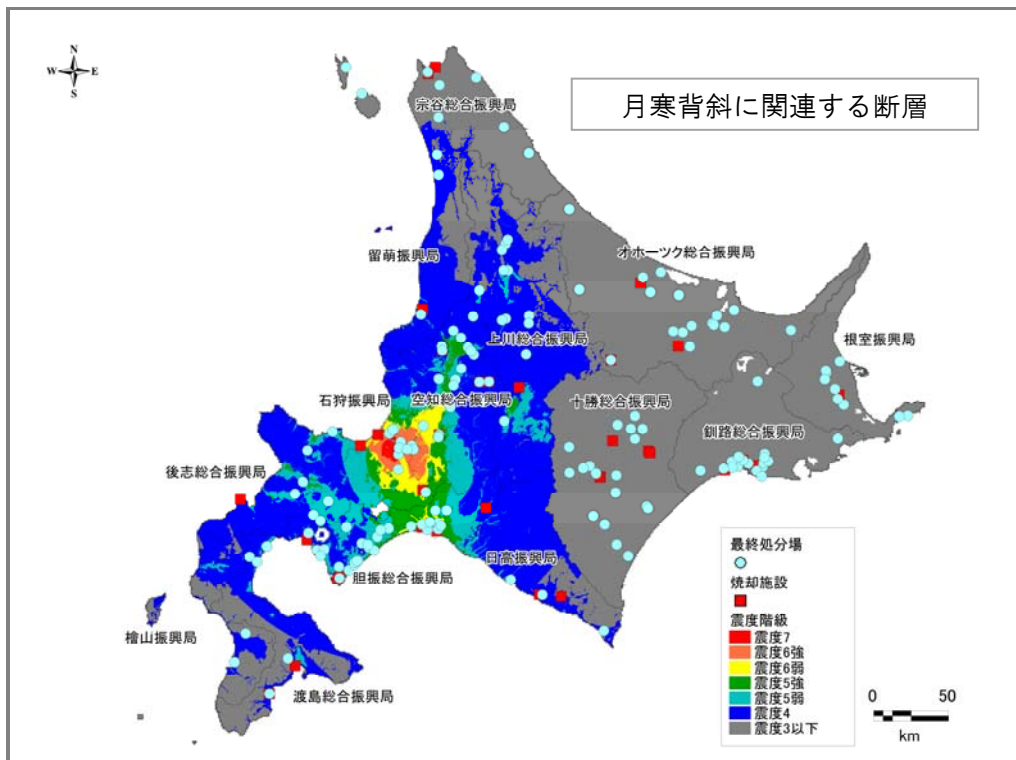 N
W E
S
月寒背斜に関連する断層
宗谷総合振興局
留萌振興局
オホーツク総合振興局
上川総合振興局
根室振興局
石狩振興局
空知総合振興局
十勝総合振興局
釧路総合振興局
後志総合振興局
日高振興局
胆振総合振興局
檜山振興局
渡島総合振興局
最終処分場
焼却施設
震度階級
震度7
震度6強
震度6弱
震度5強
震度5弱
震度4
震度3以下
0 50
km